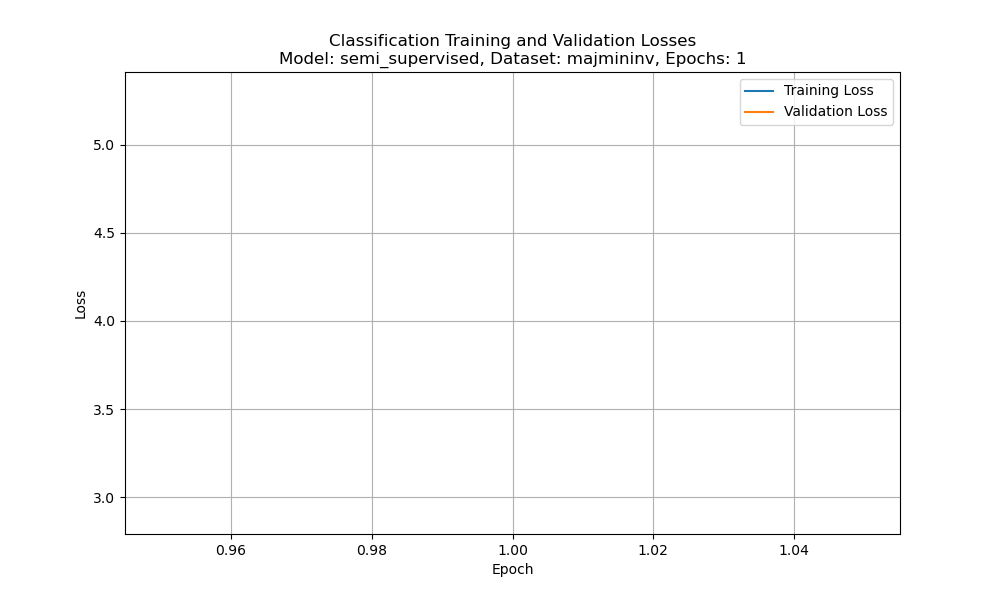 Classification Training and Validation Losses
Model: semi_supervised, Dataset: majmininv, Epochs: 1
Training Loss
Validation Loss
5.0
4.5
4.0
3.5
3.0
Loss
0.96
0.98
1.00
1.02
1.04
Epoch